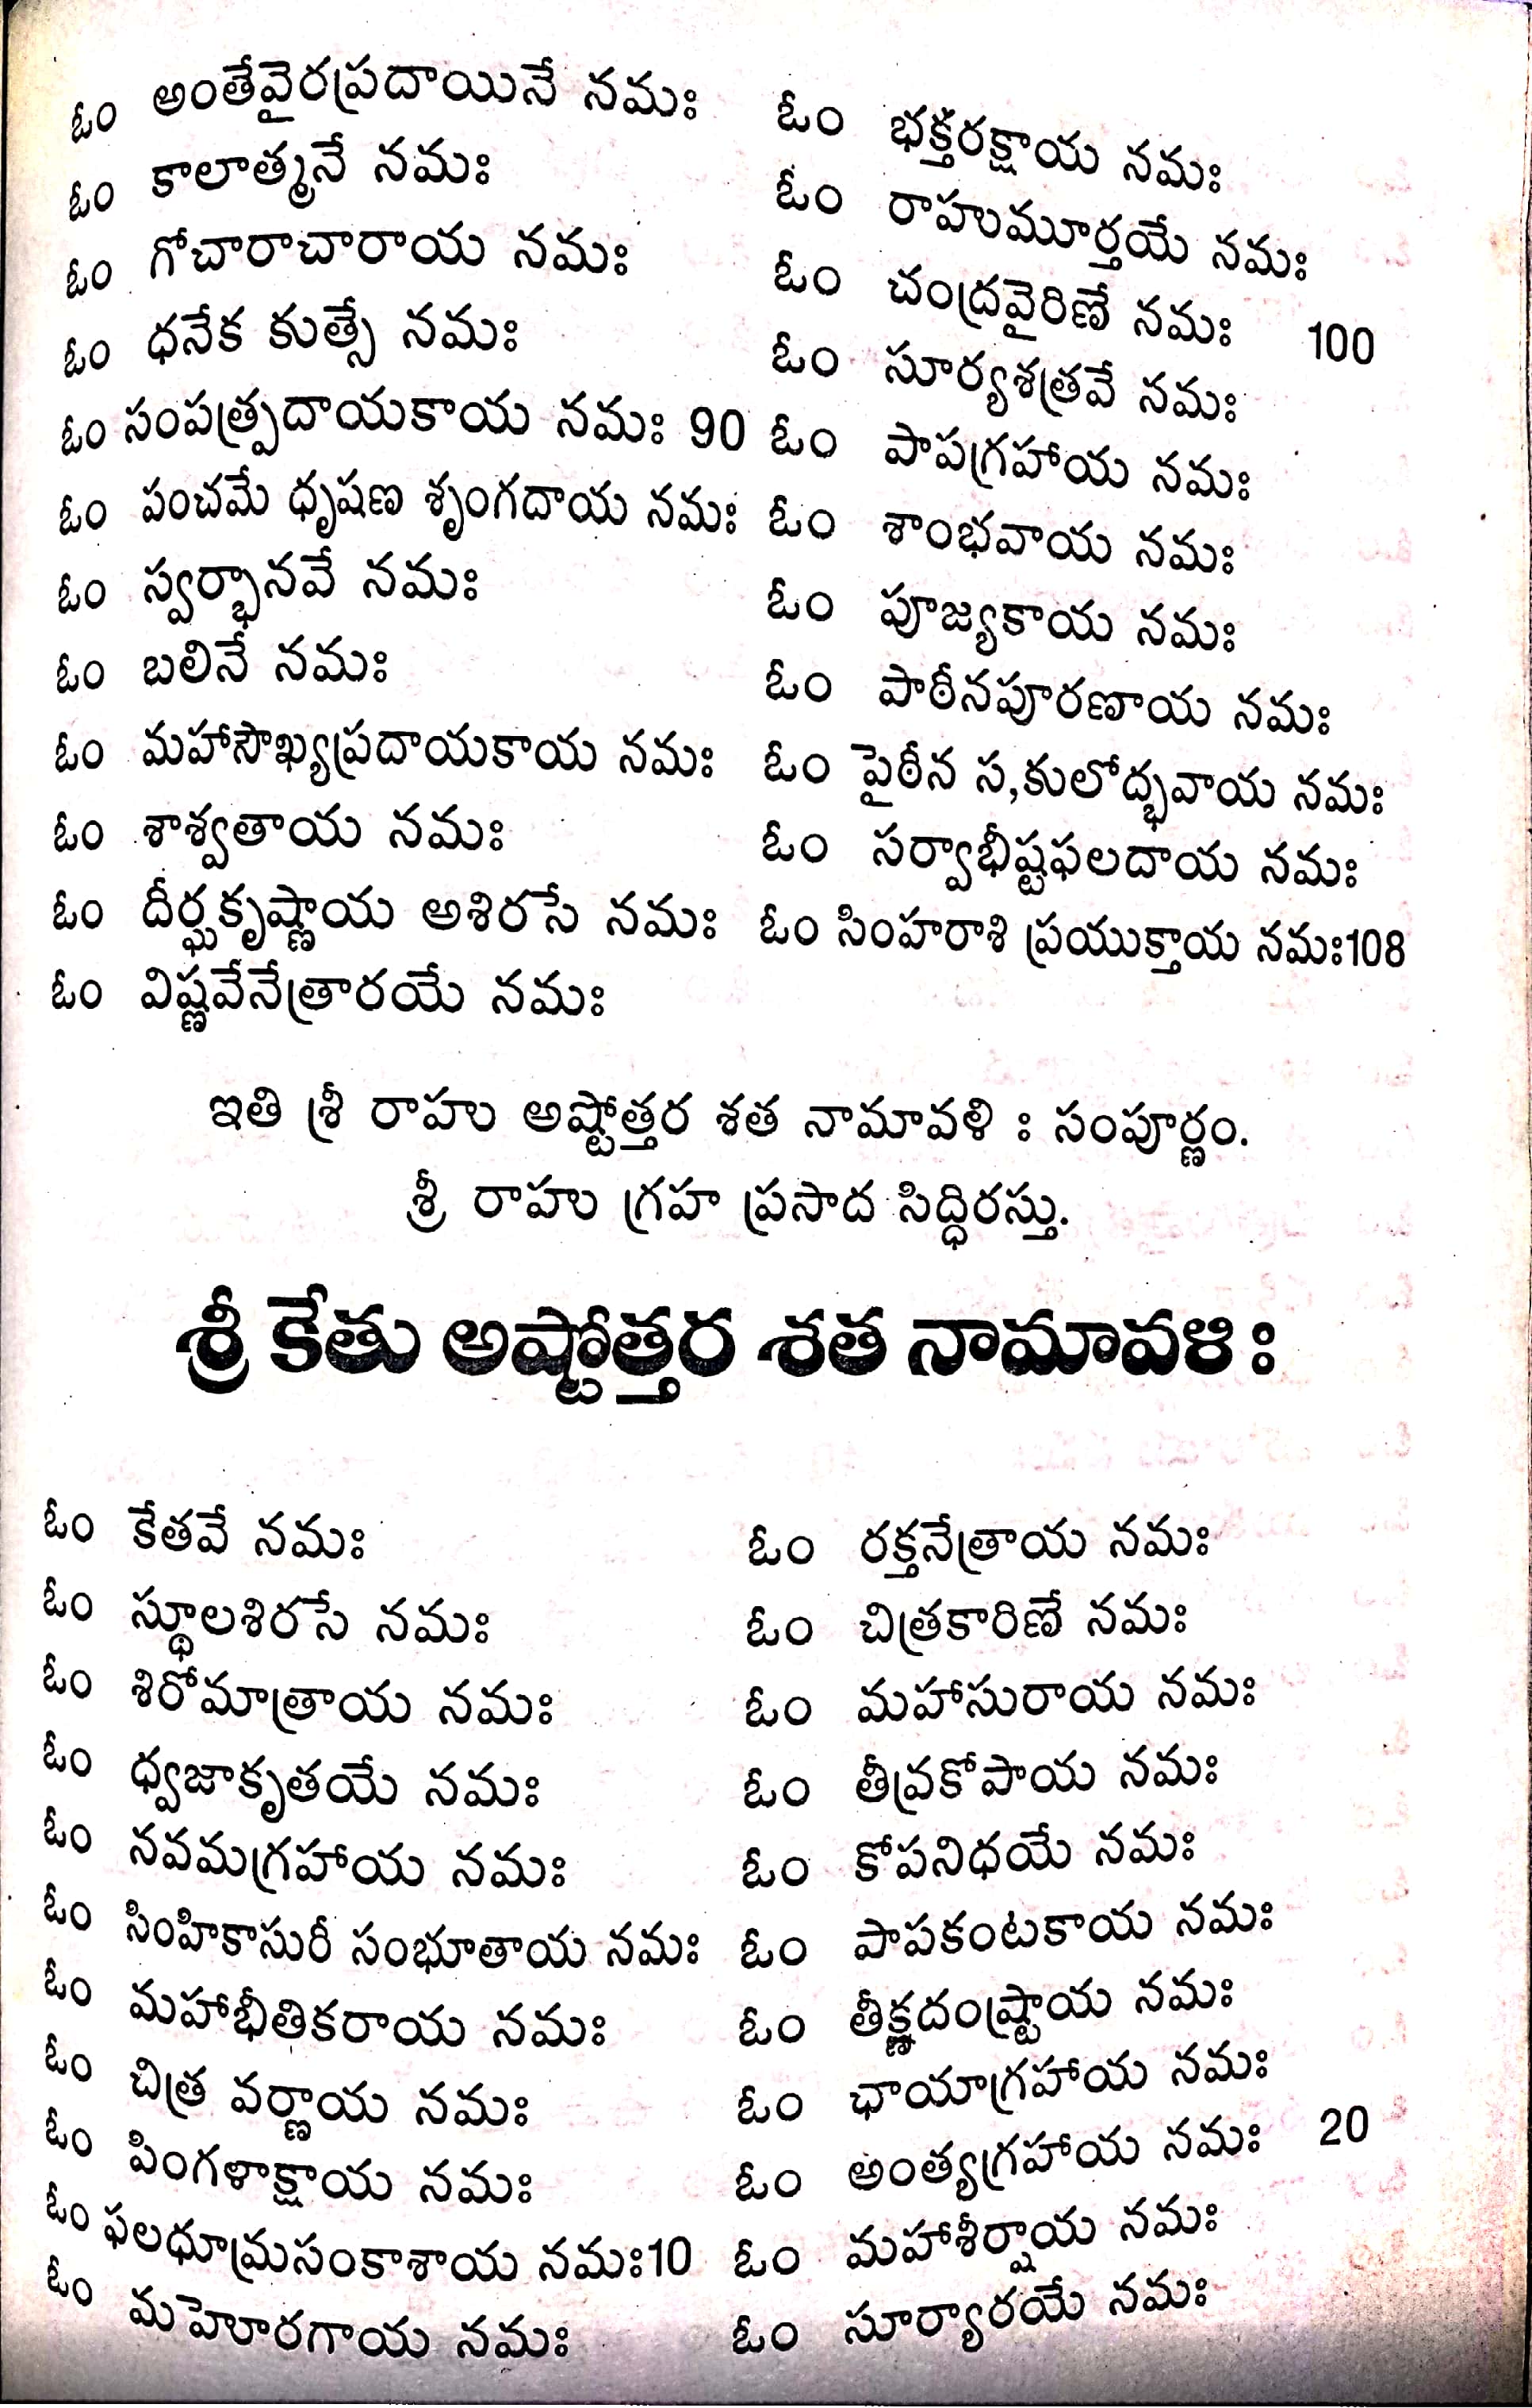 ఓం అంతేవైరప్రదాయినే నమః
ఓం కాలాత్మనే నమః
ఓం గోచారాచారాయ నమః
ఓం ధనేక కుత్సే నమః
ఓం సంపత్ప్రదాయకాయ నమః 90
ఓం పంచమే ధృషణ శృంగదాయ నమః
ఓం స్వర్భానవే నమః
ఓం బలినే నమః
ఓం మహాసౌఖ్యప్రదాయకాయ నమః
ఓం శాశ్వతాయ నమః
ఓం దీర్ఘకృష్ణాయ అశిరసే నమః
ఓం విష్ణవేనేత్రారయే నమః
ఓం భక్తరక్షాయ నమః
ఓం రాహుమూర్తయే నమః
ఓం చంద్రవైరిణే నమః 100
ఓం సూర్యశత్రవే నమః
ఓం పాపగ్రహాయ నమః
ఓం శాంభవాయ నమః
ఓం పూజ్యకాయ నమః
ఓం పాఠీనపూరణాయ నమః
ఓం పైఠీన స,కులోద్భవాయ నమః
ఓం సర్వాభీష్టఫలదాయ నమః
ఓం సింహరాశి ప్రయుక్తాయ నమః108
ఇతి శ్రీ రాహు అష్టోత్తర శత నామావళి : సంపూర్ణం.
శ్రీ రాహు గ్రహ ప్రసాద సిద్ధిరస్తు.
శ్రీ కేతు అష్టోత్తర శత నామావళి :
ఓం కేతవే నమః
ఓం స్థూలశిరసే నమః
ఓం శిరోమాత్రాయ నమః
ఓం ధ్వజాకృతయే నమః
ఓం నవమగ్రహాయ నమః
ఓం సింహికాసురీ సంభూతాయ నమః
ఓం మహాభీతికరాయ నమః
ఓం చిత్ర వర్ణాయ నమః
ఓం పింగళాక్షాయ నమః
ఓం ఫలధూమ్రసంకాశాయ నమః10
ఓం మహోరగాయ నమః
ఓం రక్తనేత్రాయ నమః
ఓం చిత్రకారిణే నమః
ఓం మహాసురాయ నమః
ఓం తీవ్రకోపాయ నమః
ఓం కోపనిధయే నమః
ఓం పాపకంటకాయ నమః
ఓం తీక్ష్ణదంష్ట్రాయ నమః
ఓం ఛాయాగ్రహాయ నమః
ఓం అంత్యగ్రహాయ నమః 20
ఓం మహాశీర్షాయ నమః
ఓం సూర్యారయే నమః